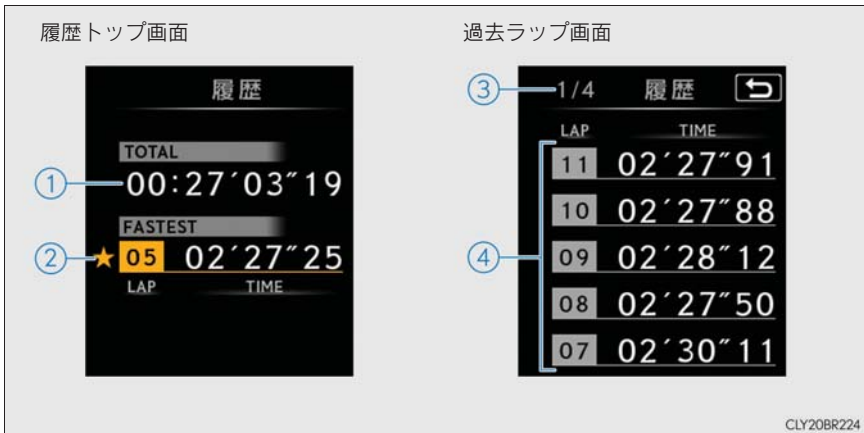 履歴トップ画面
履歴
TOTAL
① 00:27´03″19
FASTEST
② ★ 05 02´27″25
LAP TIME
過去ラップ画面
③ 1/4 履歴
LAP TIME
11 02´27″91
10 02´27″88
④ 09 02´28″12
08 02´27″50
07 02´30″11
CLY20BR224